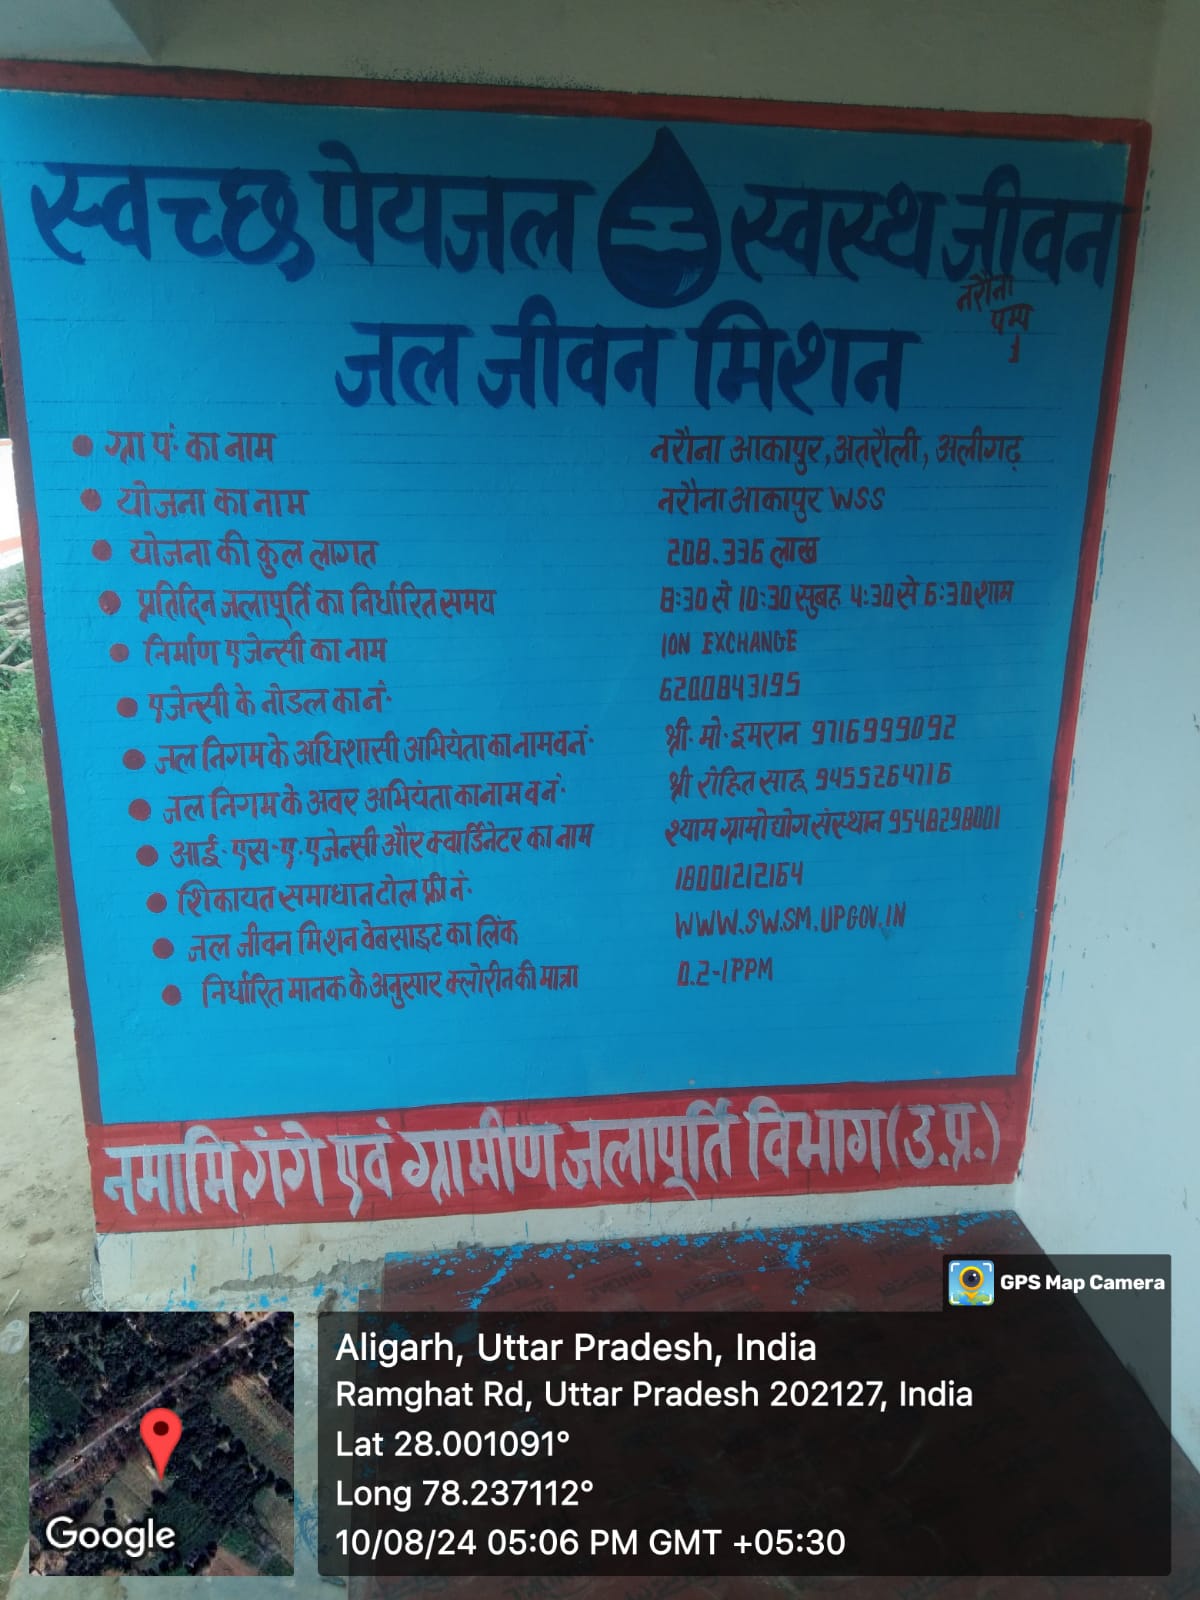 स्वच्छ पेयजल स्वस्थ जीवन
नरौना
पम्प
1
जल जीवन मिशन
• ग्रा पं• का नाम नरौना आकापुर, अतरौली, अलीगढ़
• योजना का नाम नरौना आकापुर WSS
• योजना की कुल लागत 208.336 लाख
• प्रतिदिन जलापूर्ति का निर्धारित समय 8:30 से 10:30 सुबह 4:30 से 6:30 शाम
• निर्माण एजेन्सी का नाम ION EXCHANGE
• एजेन्सी के नोडल का नं• 6200843195
• जल निगम के अधिशासी अभियंता का नाम व नं• श्री• मो• इमरान 9716999092
• जल निगम के अवर अभियंता का नाम व नं• श्री रोहित साहू 9455264716
• आई• एस• ए• एजेन्सी और क्वार्डिनेटर का नाम श्याम ग्रामोद्योग संस्थान 9548298001
• शिकायत समाधान टोल फ्री नं• 18001212164
• जल जीवन मिशन वेबसाइट का लिंक WWW.SWSM.UPGOV.IN
• निर्धारित मानक के अनुसार क्लोरीन की मात्रा 0.2-1PPM
नमामि गंगे एवं ग्रामीण जलापूर्ति विभाग (उ.प्र.)
GPS Map Camera
Aligarh, Uttar Pradesh, India
Ramghat Rd, Uttar Pradesh 202127, India
Lat 28.001091°
Long 78.237112°
10/08/24 05:06 PM GMT +05:30
Google